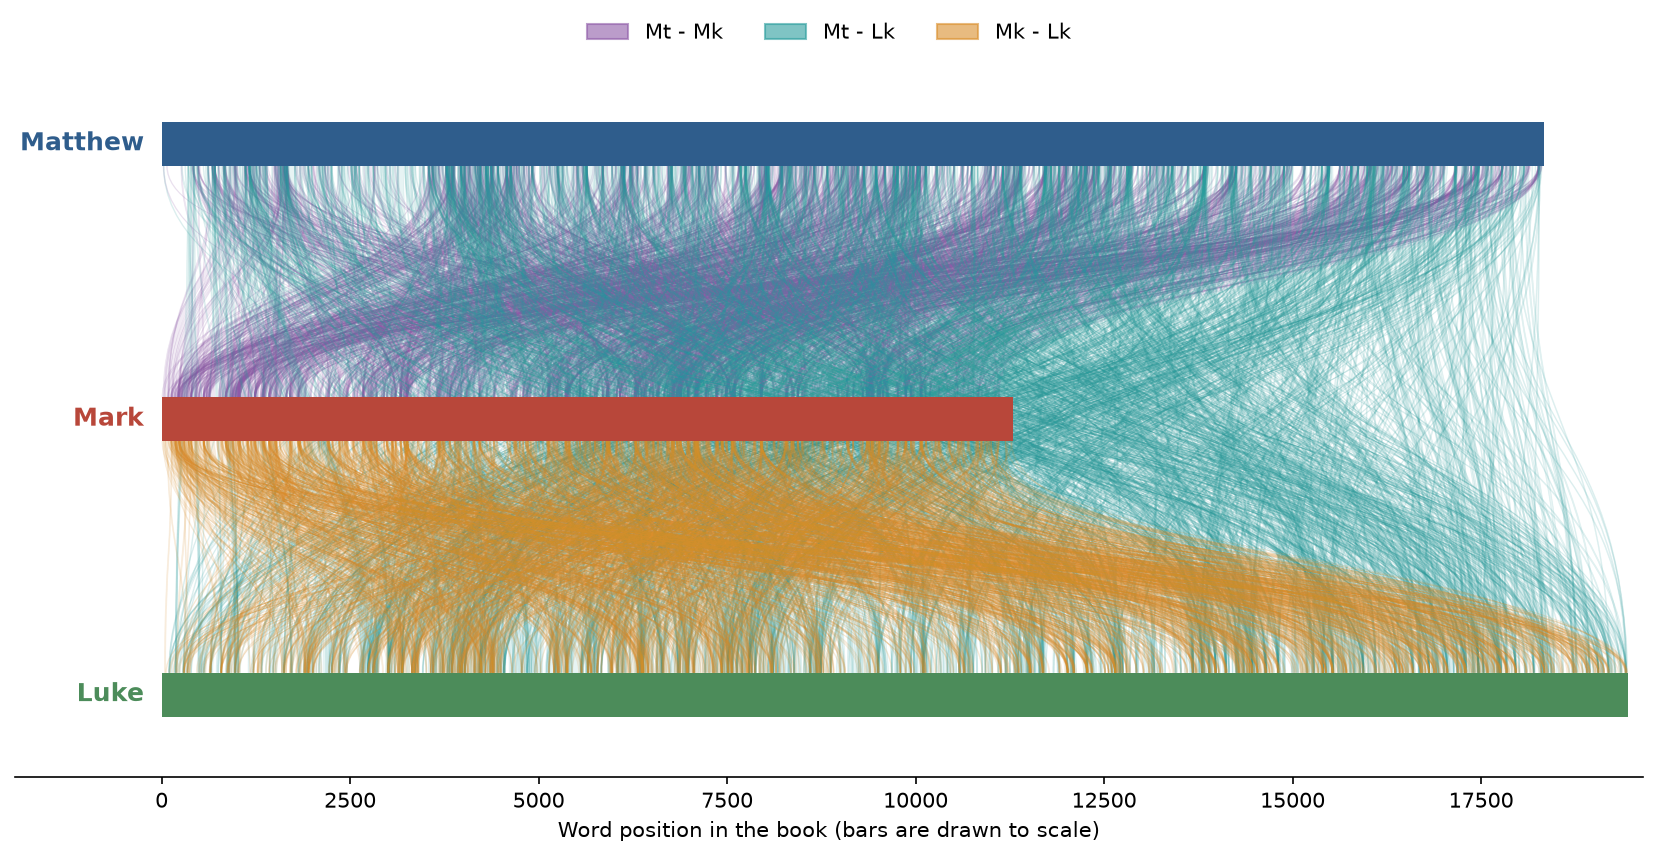 Mt - Mk Mt - Lk Mk - Lk
Matthew
Mark
Luke
0 2500 5000 7500 10000 12500 15000 17500
Word position in the book (bars are drawn to scale)